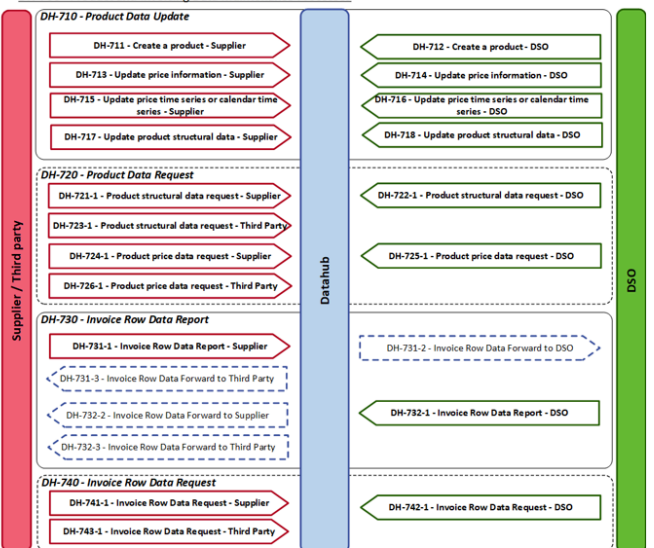 DH-710 - Product Data Update
DH-711 - Create a product - Supplier
DH-712 - Create a product - DSO
DH-713 - Update price information - Supplier
DH-714 - Update price information - DSO
DH-715 - Update price time series or calendar time
series - Supplier
DH-716 - Update price time series or calendar time
series - DSO
DH-717 - Update product structural data - Supplier
DH-718 - Update product structural data - DSO
DH-720 - Product Data Request
DH-721-1 - Product structural data request - Supplier
DH-722-1 - Product structural data request - DSO
DH-723-1 - Product structural data request - Third Party
DH-724-1 - Product price data request - Supplier
DH-725-1 - Product price data request - DSO
DH-726-1 - Product price data request - Third Party
Supplier / Third party
Datahub
DSO
DH-730 - Invoice Row Data Report
DH-731-1 - Invoice Row Data Report - Supplier
DH-731-2 - Invoice Row Data Forward to DSO
DH-731-3 - Invoice Row Data Forward to Third Party
DH-732-2 - Invoice Row Data Forward to Supplier
DH-732-1 - Invoice Row Data Report - DSO
DH-732-3 - Invoice Row Data Forward to Third Party
DH-740 - Invoice Row Data Request
DH-741-1 - Invoice Row Data Request - Supplier
DH-742-1 - Invoice Row Data Request - DSO
DH-743-1 - Invoice Row Data Request - Third Party